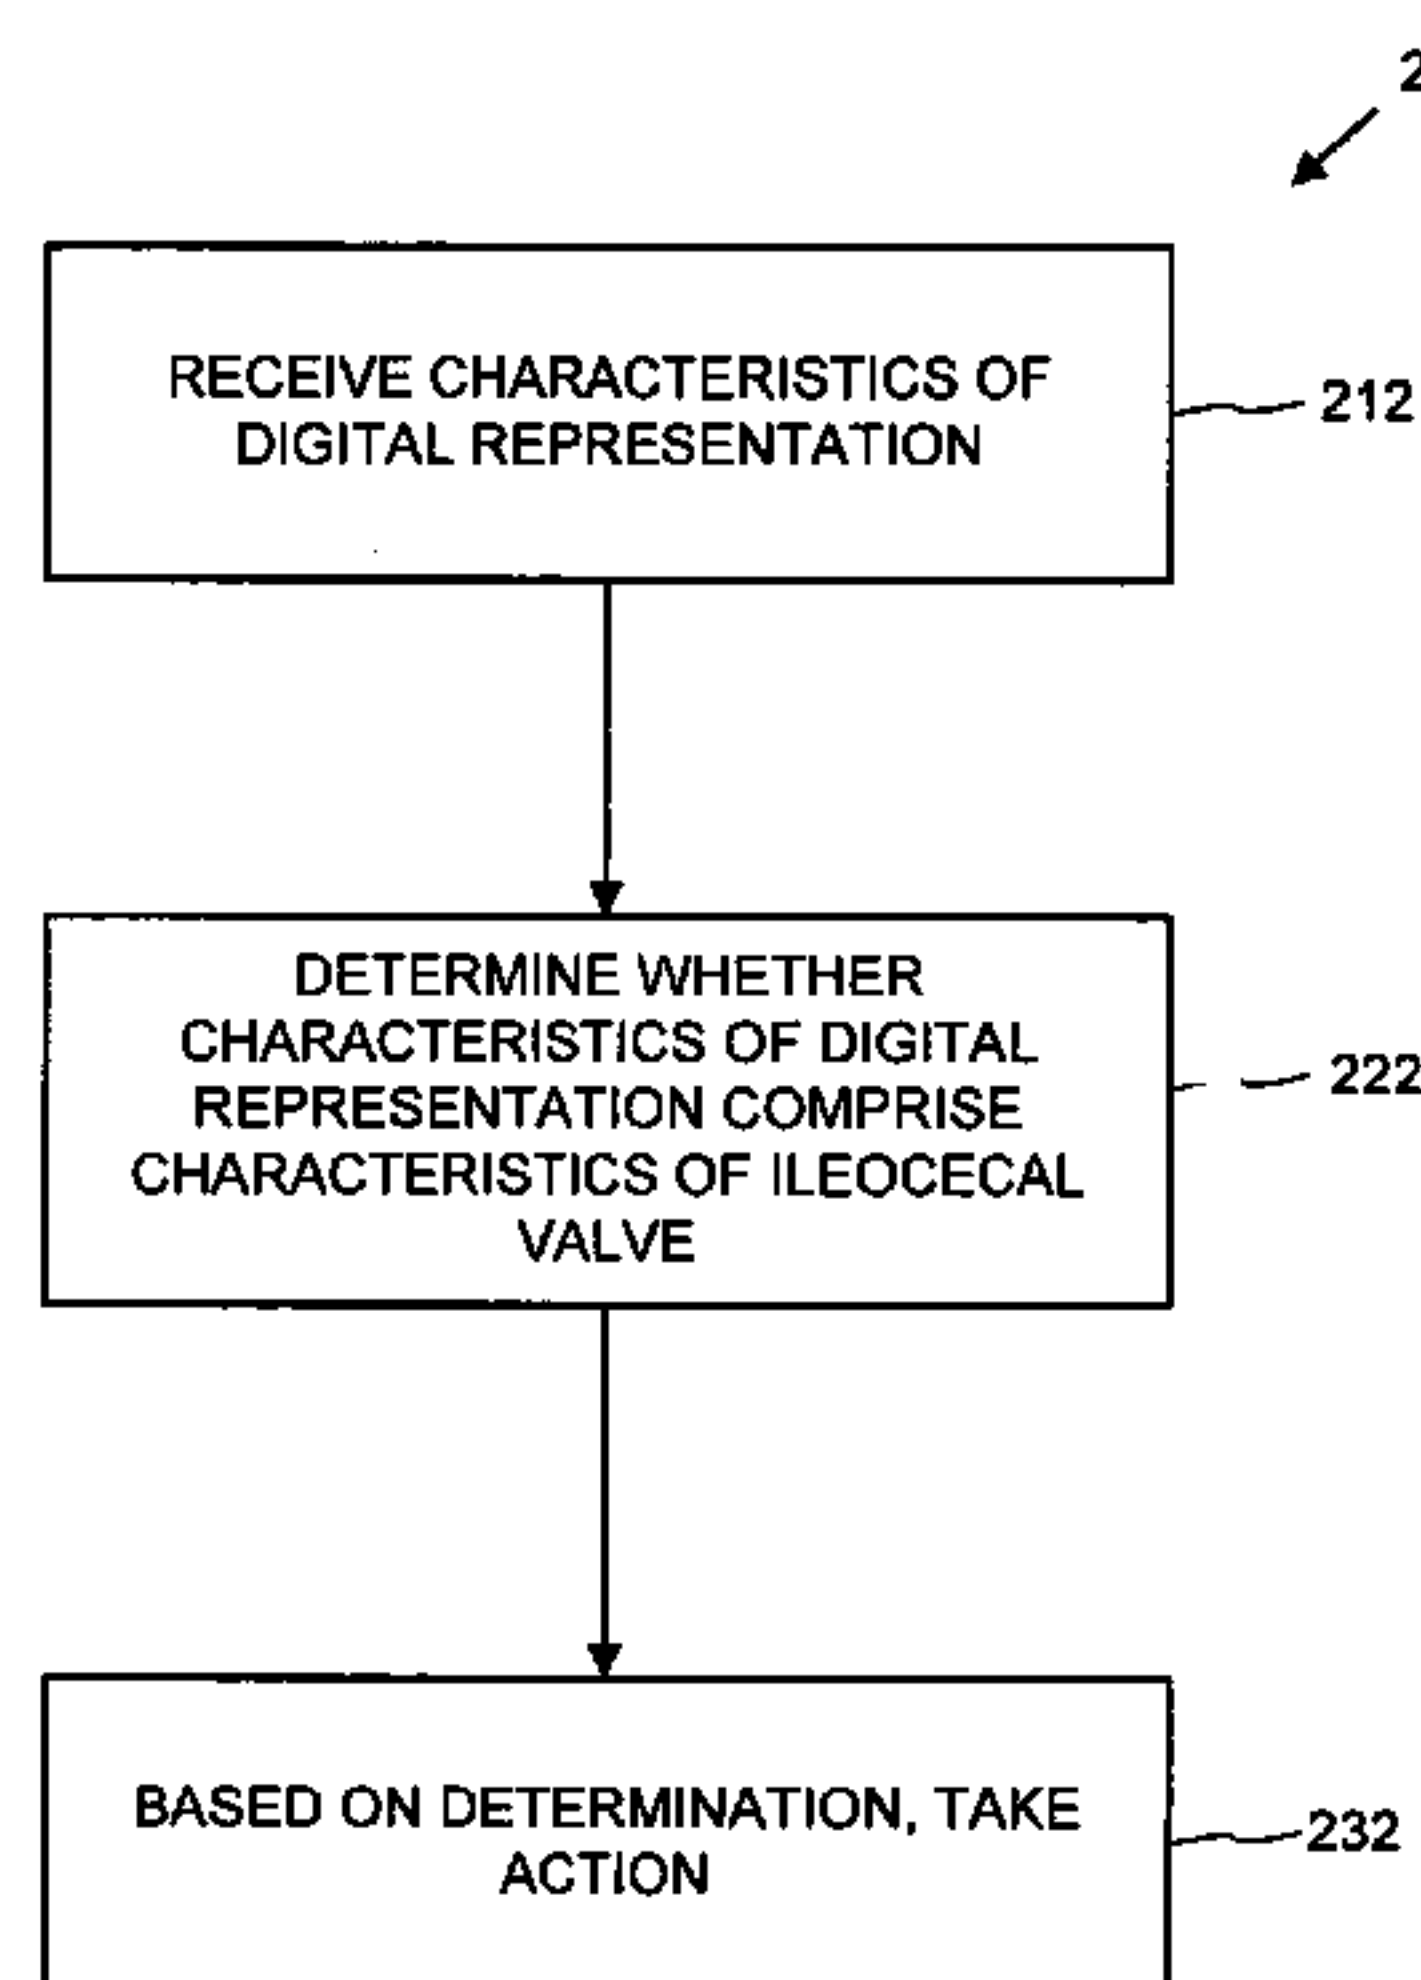 RECEIVE CHARACTERISTICS OF
DIGITAL REPRESENTATION
212
DETERMINE WHETHER
CHARACTERISTICS OF DIGITAL
REPRESENTATION COMPRISE
CHARACTERISTICS OF ILEOCECAL
VALVE
222
BASED ON DETERMINATION, TAKE
ACTION
232